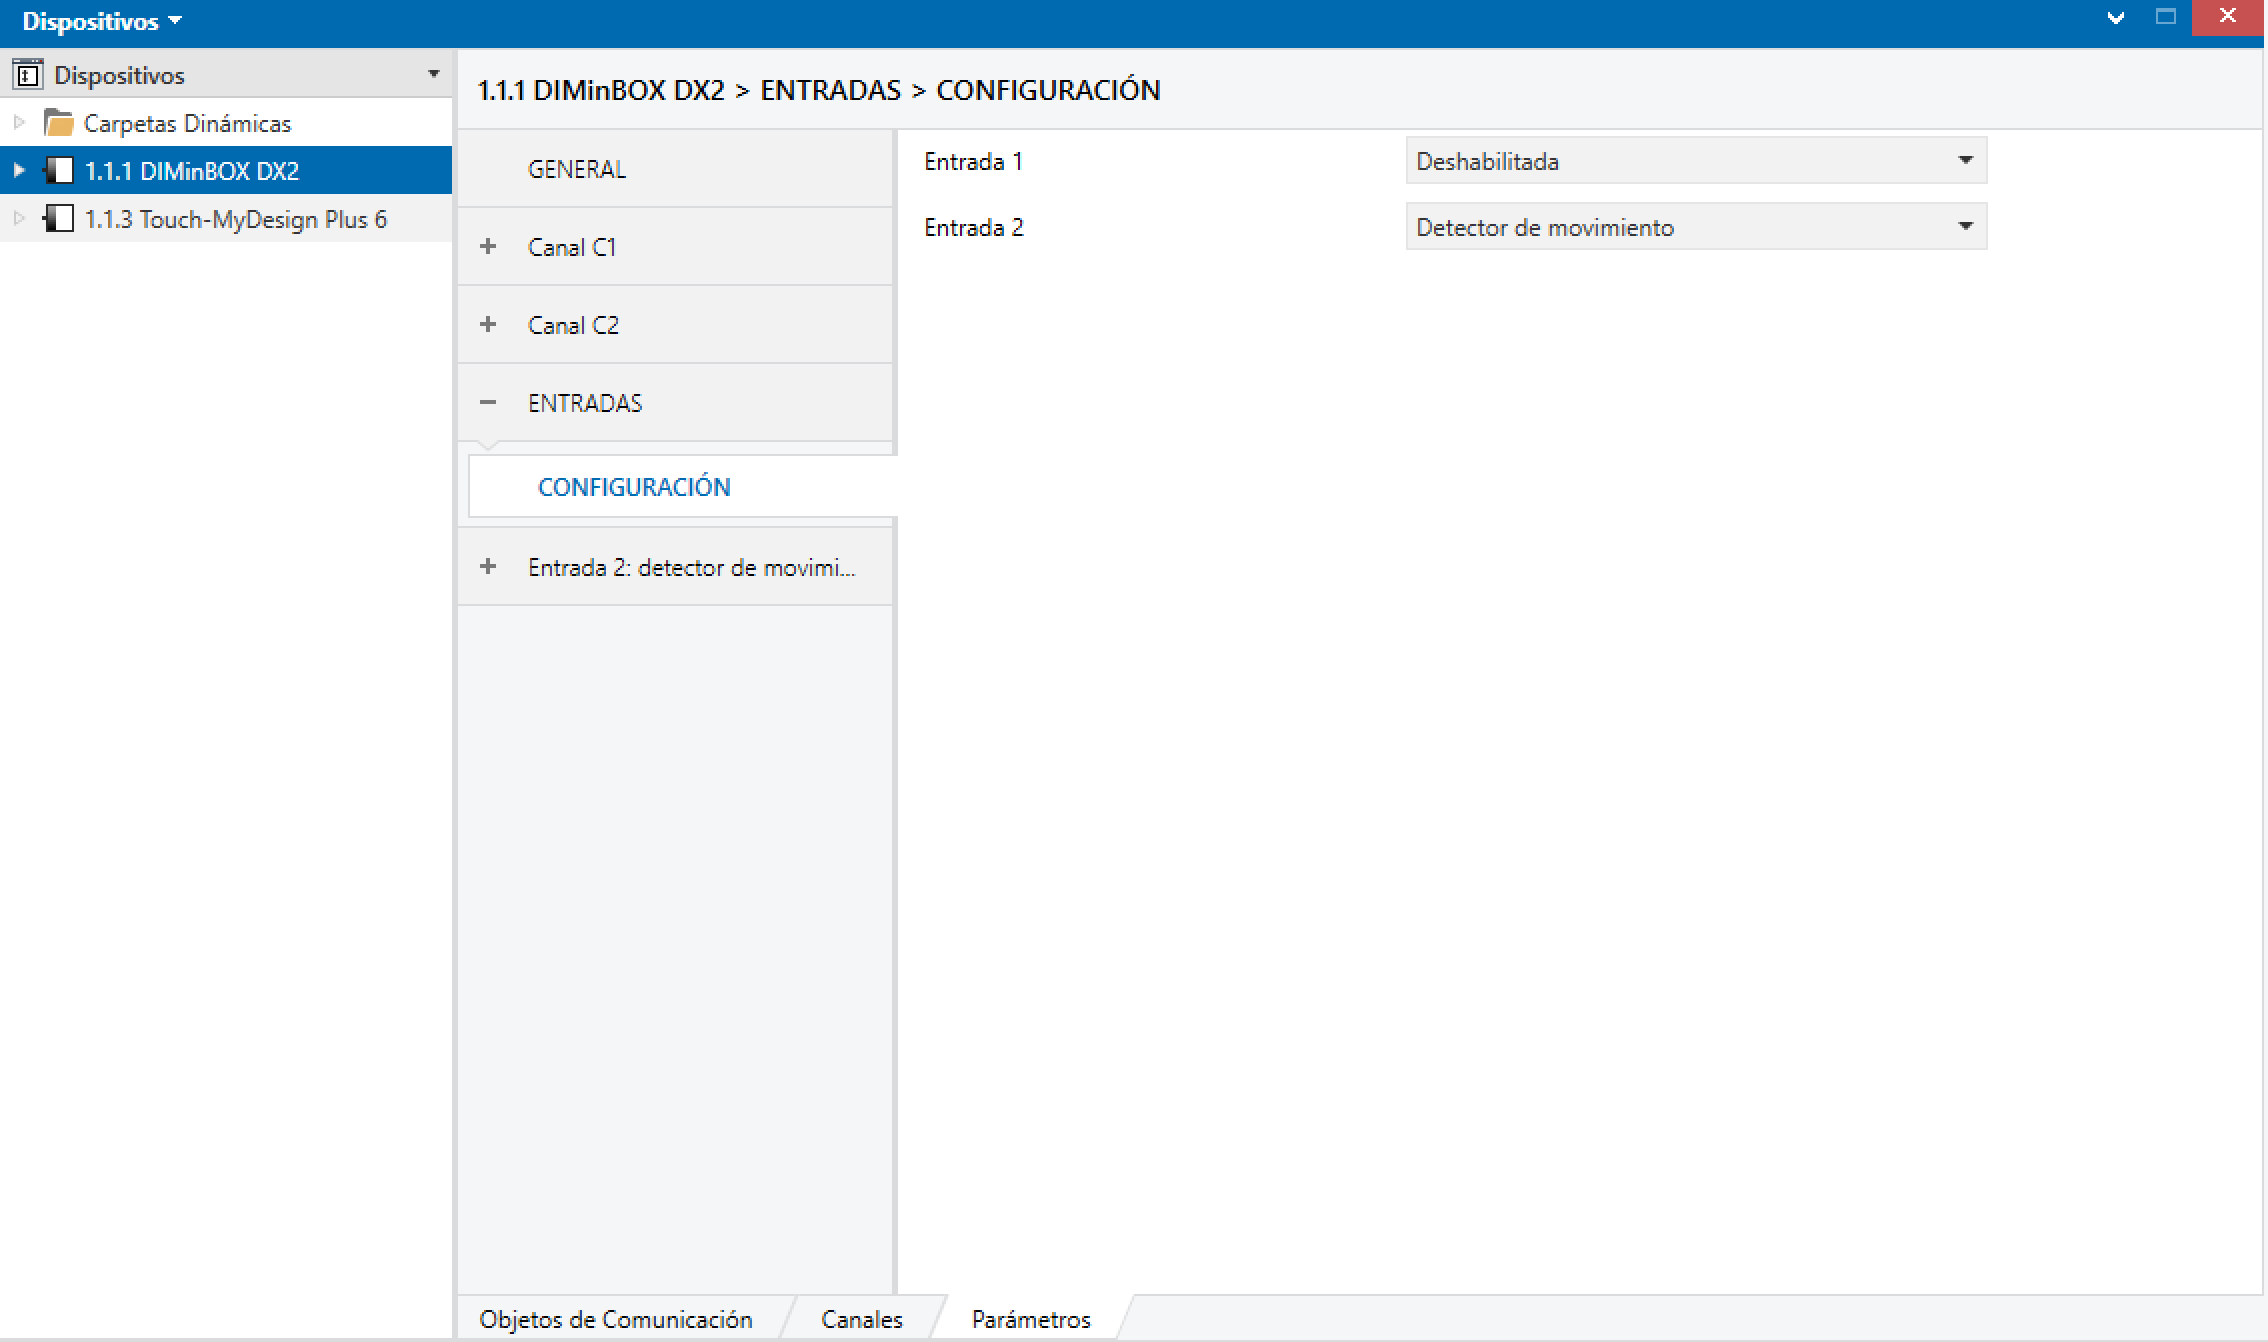 Dispositivos
Dispositivos
Carpetas Dinámicas
1.1.1 DIMinBOX DX2
1.1.3 Touch-MyDesign Plus 6
1.1.1 DIMinBOX DX2 > ENTRADAS > CONFIGURACIÓN
GENERAL
+ Canal C1
+ Canal C2
− ENTRADAS
CONFIGURACIÓN
+ Entrada 2: detector de movimi...
Entrada 1 Deshabilitada
Entrada 2 Detector de movimiento
Objetos de Comunicación Canales Parámetros